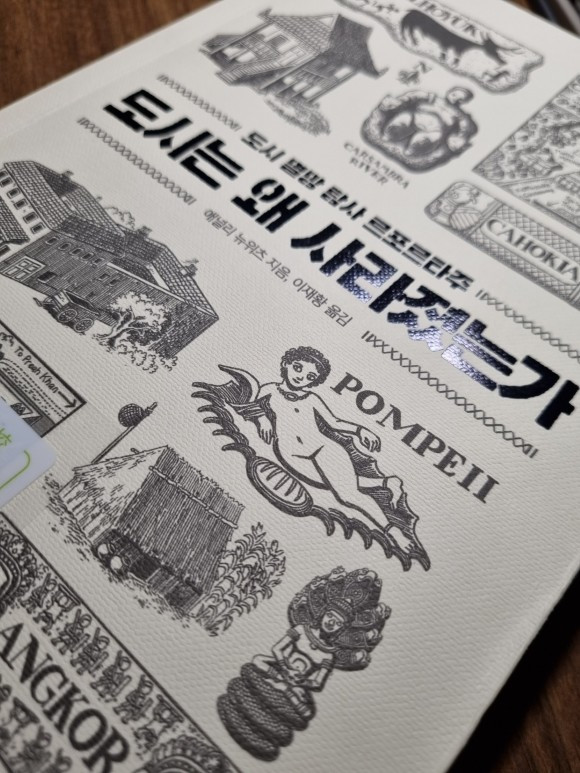 ÇARŞAMBA
RIVER
CAHOKIA
도시 멸망 탐사 르포르타주
도시는 왜 사라졌는가
애널리 뉴위츠 지음, 이재황 옮김
To Preah Khan
POMPEII
ANGKOR